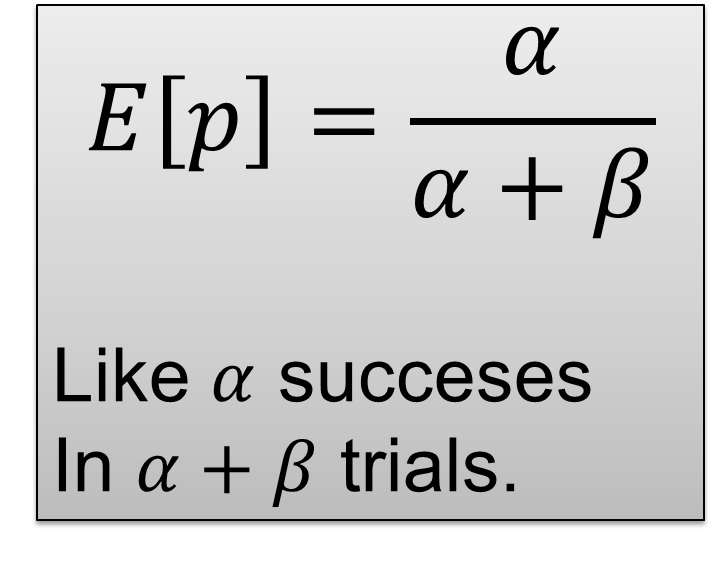 E[p] = α / (α + β)
Like α succeses
In α + β trials.